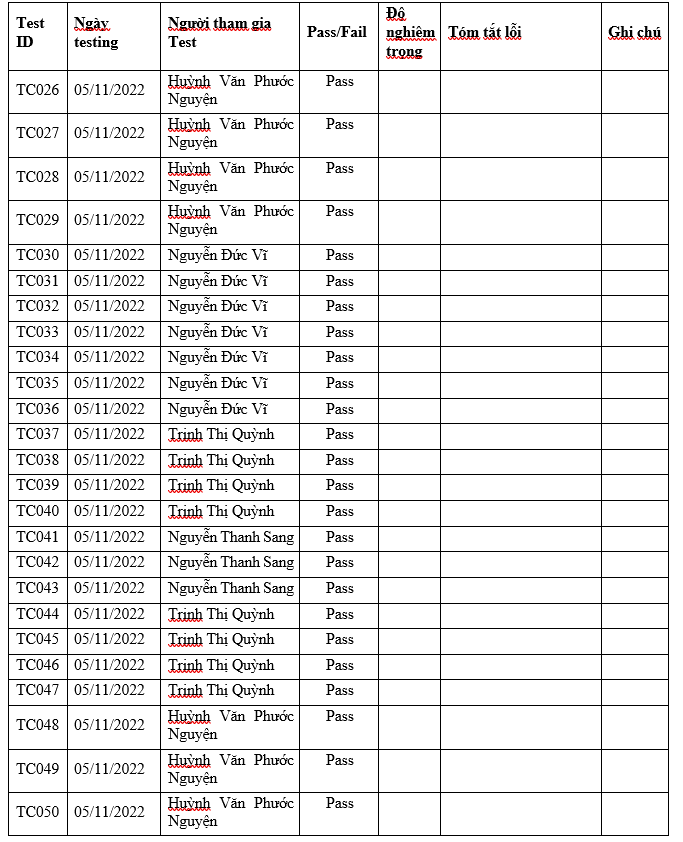 Test ID Ngày testing Người tham gia Test Pass/Fail Độ nghiêm trọng Tóm tắt lỗi Ghi chú
TC026 05/11/2022 Huỳnh Văn Phước Nguyện Pass
TC027 05/11/2022 Huỳnh Văn Phước Nguyện Pass
TC028 05/11/2022 Huỳnh Văn Phước Nguyện Pass
TC029 05/11/2022 Huỳnh Văn Phước Nguyện Pass
TC030 05/11/2022 Nguyễn Đức Vĩ Pass
TC031 05/11/2022 Nguyễn Đức Vĩ Pass
TC032 05/11/2022 Nguyễn Đức Vĩ Pass
TC033 05/11/2022 Nguyễn Đức Vĩ Pass
TC034 05/11/2022 Nguyễn Đức Vĩ Pass
TC035 05/11/2022 Nguyễn Đức Vĩ Pass
TC036 05/11/2022 Nguyễn Đức Vĩ Pass
TC037 05/11/2022 Trịnh Thị Quỳnh Pass
TC038 05/11/2022 Trịnh Thị Quỳnh Pass
TC039 05/11/2022 Trịnh Thị Quỳnh Pass
TC040 05/11/2022 Trịnh Thị Quỳnh Pass
TC041 05/11/2022 Nguyễn Thanh Sang Pass
TC042 05/11/2022 Nguyễn Thanh Sang Pass
TC043 05/11/2022 Nguyễn Thanh Sang Pass
TC044 05/11/2022 Trịnh Thị Quỳnh Pass
TC045 05/11/2022 Trịnh Thị Quỳnh Pass
TC046 05/11/2022 Trịnh Thị Quỳnh Pass
TC047 05/11/2022 Trịnh Thị Quỳnh Pass
TC048 05/11/2022 Huỳnh Văn Phước Nguyện Pass
TC049 05/11/2022 Huỳnh Văn Phước Nguyện Pass
TC050 05/11/2022 Huỳnh Văn Phước Nguyện Pass